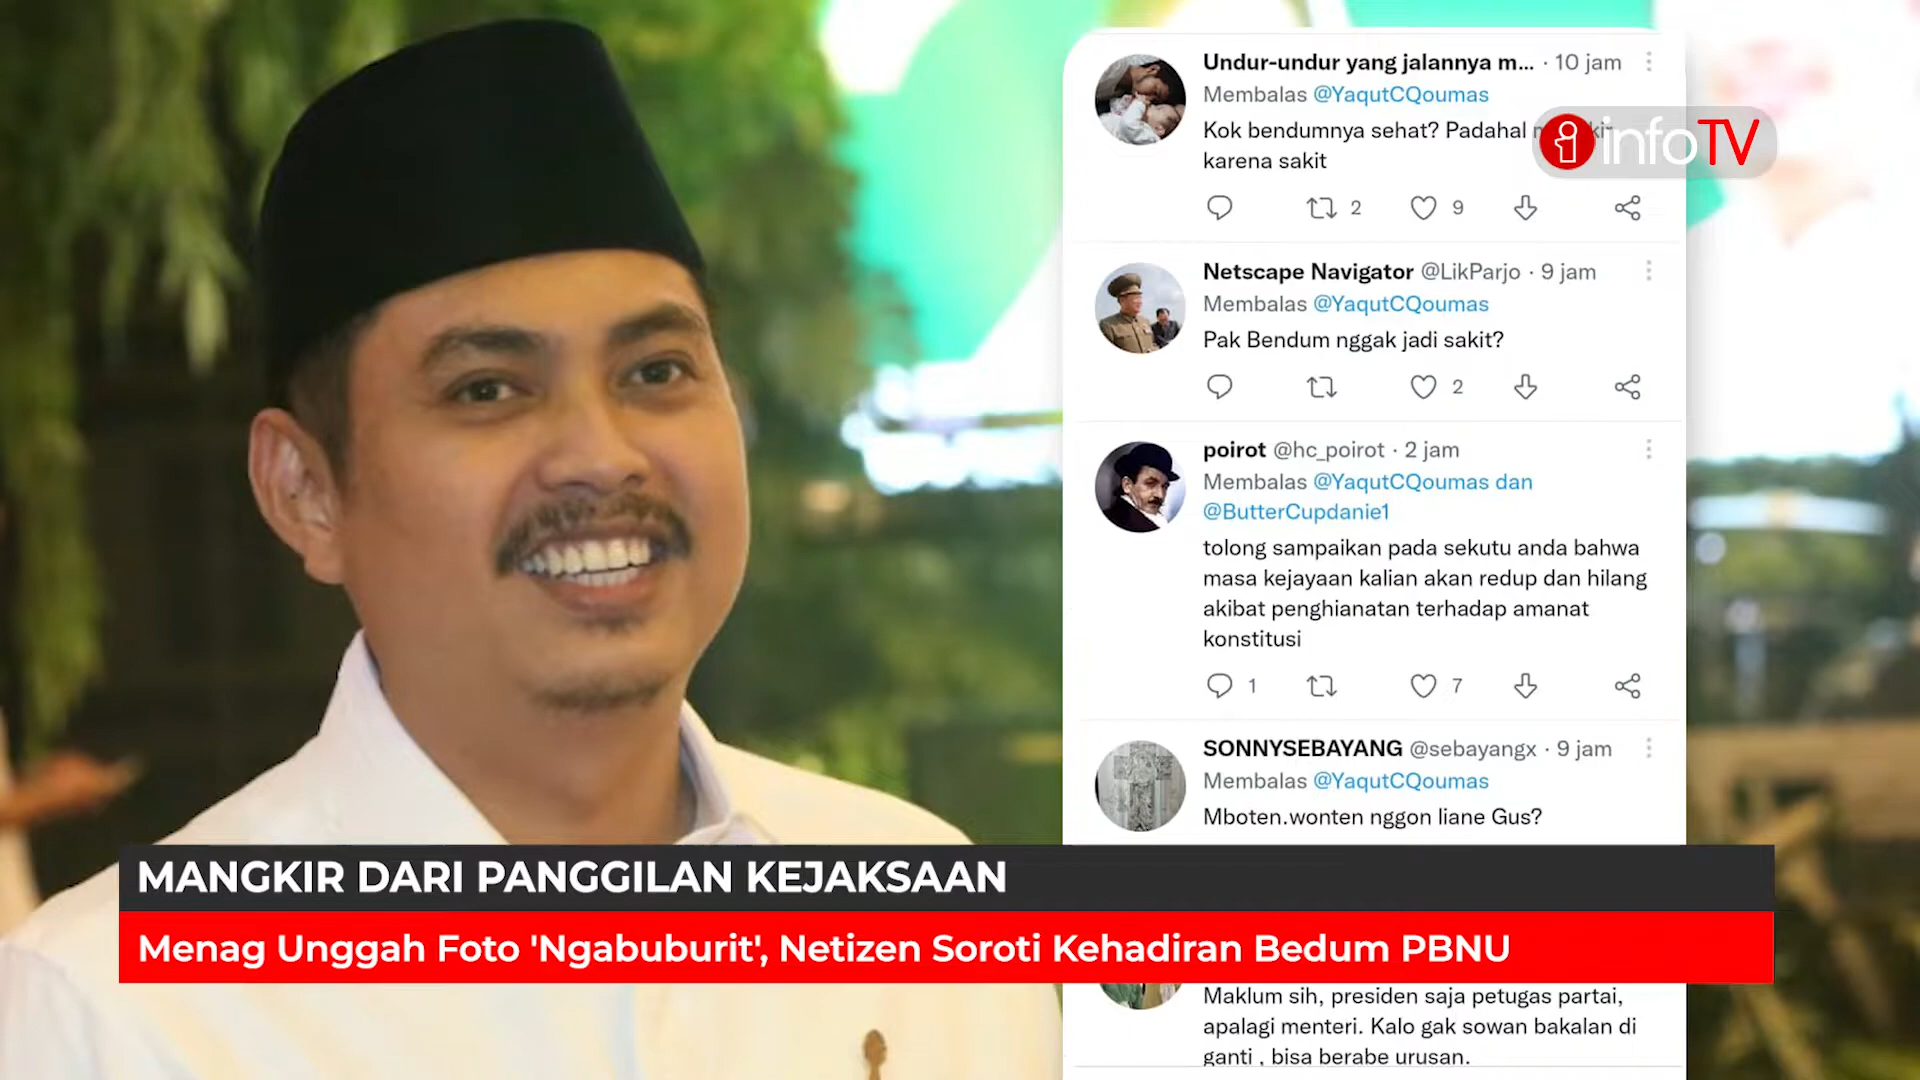 Undur-undur yang jalannya m... · 10 jam
Membalas @YaqutCQoumas
Kok bendumnya sehat? Padahal
karena sakit
2 9
infoTV
Netscape Navigator @LikParjo · 9 jam
Membalas @YaqutCQoumas
Pak Bendum nggak jadi sakit?
2
poirot @hc_poirot · 2 jam
Membalas @YaqutCQoumas dan
@ButterCupdanie1
tolong sampaikan pada sekutu anda bahwa
masa kejayaan kalian akan redup dan hilang
akibat penghianatan terhadap amanat
konstitusi
1 7
SONNYSEBAYANG @sebayangx · 9 jam
Membalas @YaqutCQoumas
Mboten.wonten nggon liane Gus?
MANGKIR DARI PANGGILAN KEJAKSAAN
Menag Unggah Foto 'Ngabuburit', Netizen Soroti Kehadiran Bedum PBNU
Maklum sih, presiden saja petugas partai,
apalagi menteri. Kalo gak sowan bakalan di
ganti , bisa berabe urusan.